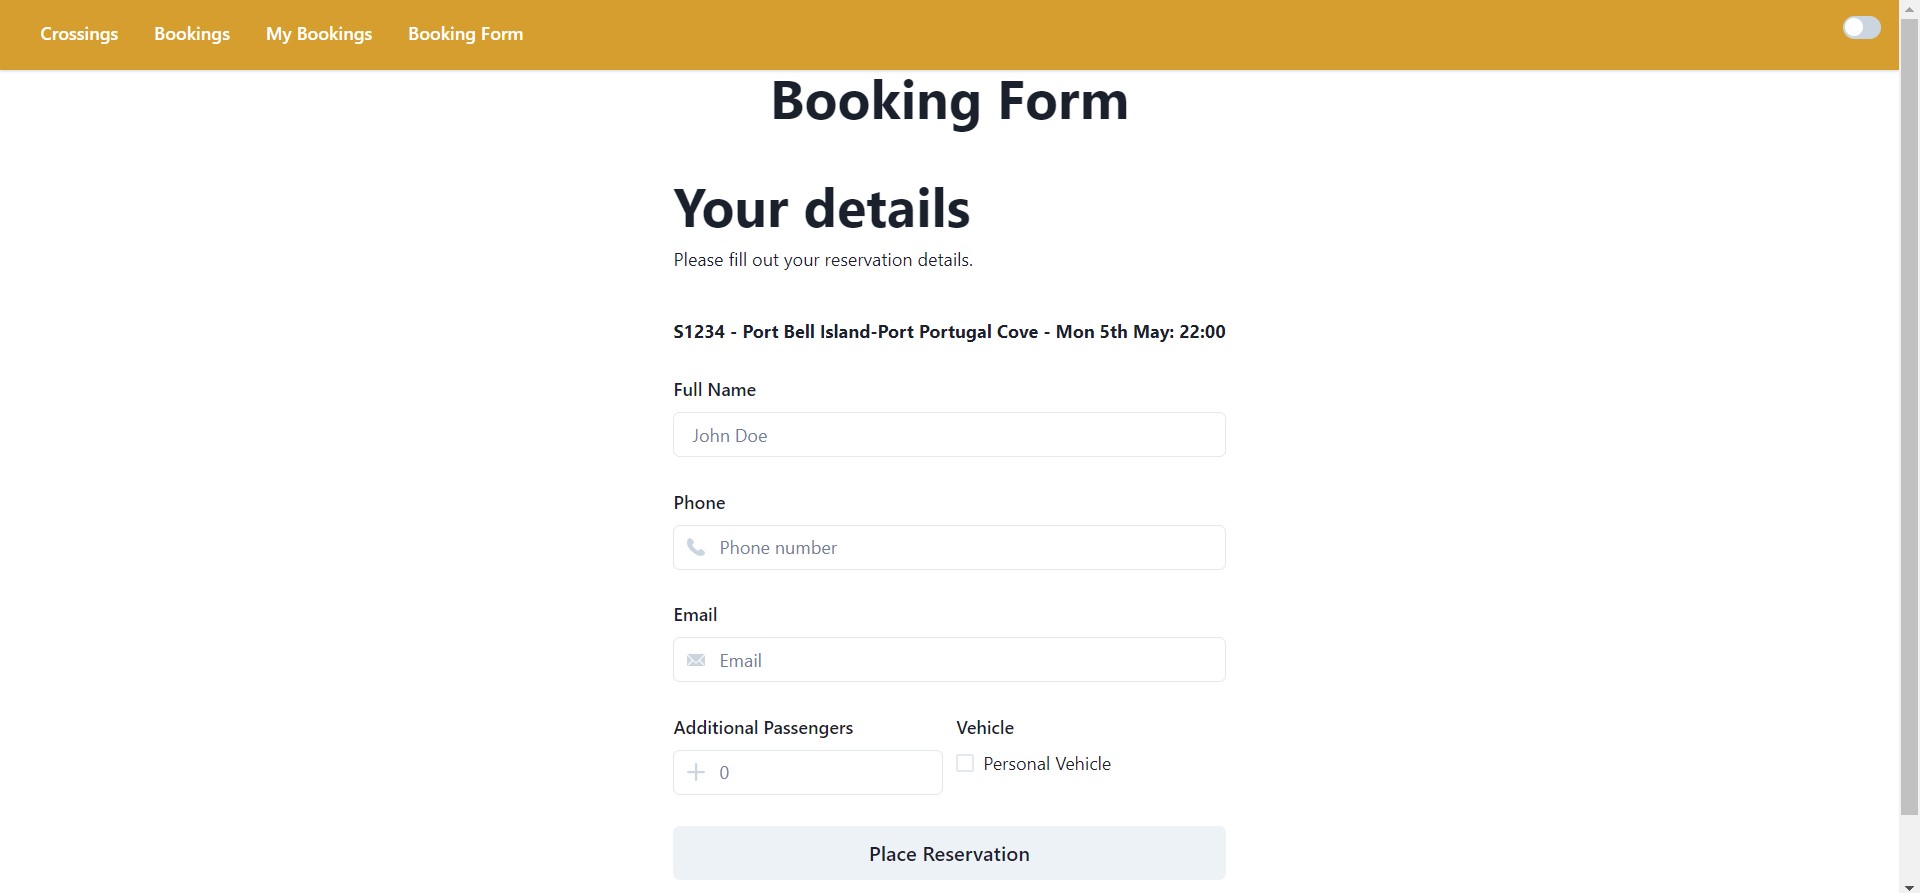 Crossings Bookings My Bookings Booking Form
Booking Form
Your details
Please fill out your reservation details.
S1234 - Port Bell Island-Port Portugal Cove - Mon 5th May: 22:00
Full Name
John Doe
Phone
Phone number
Email
Email
Additional Passengers Vehicle
0 Personal Vehicle
Place Reservation